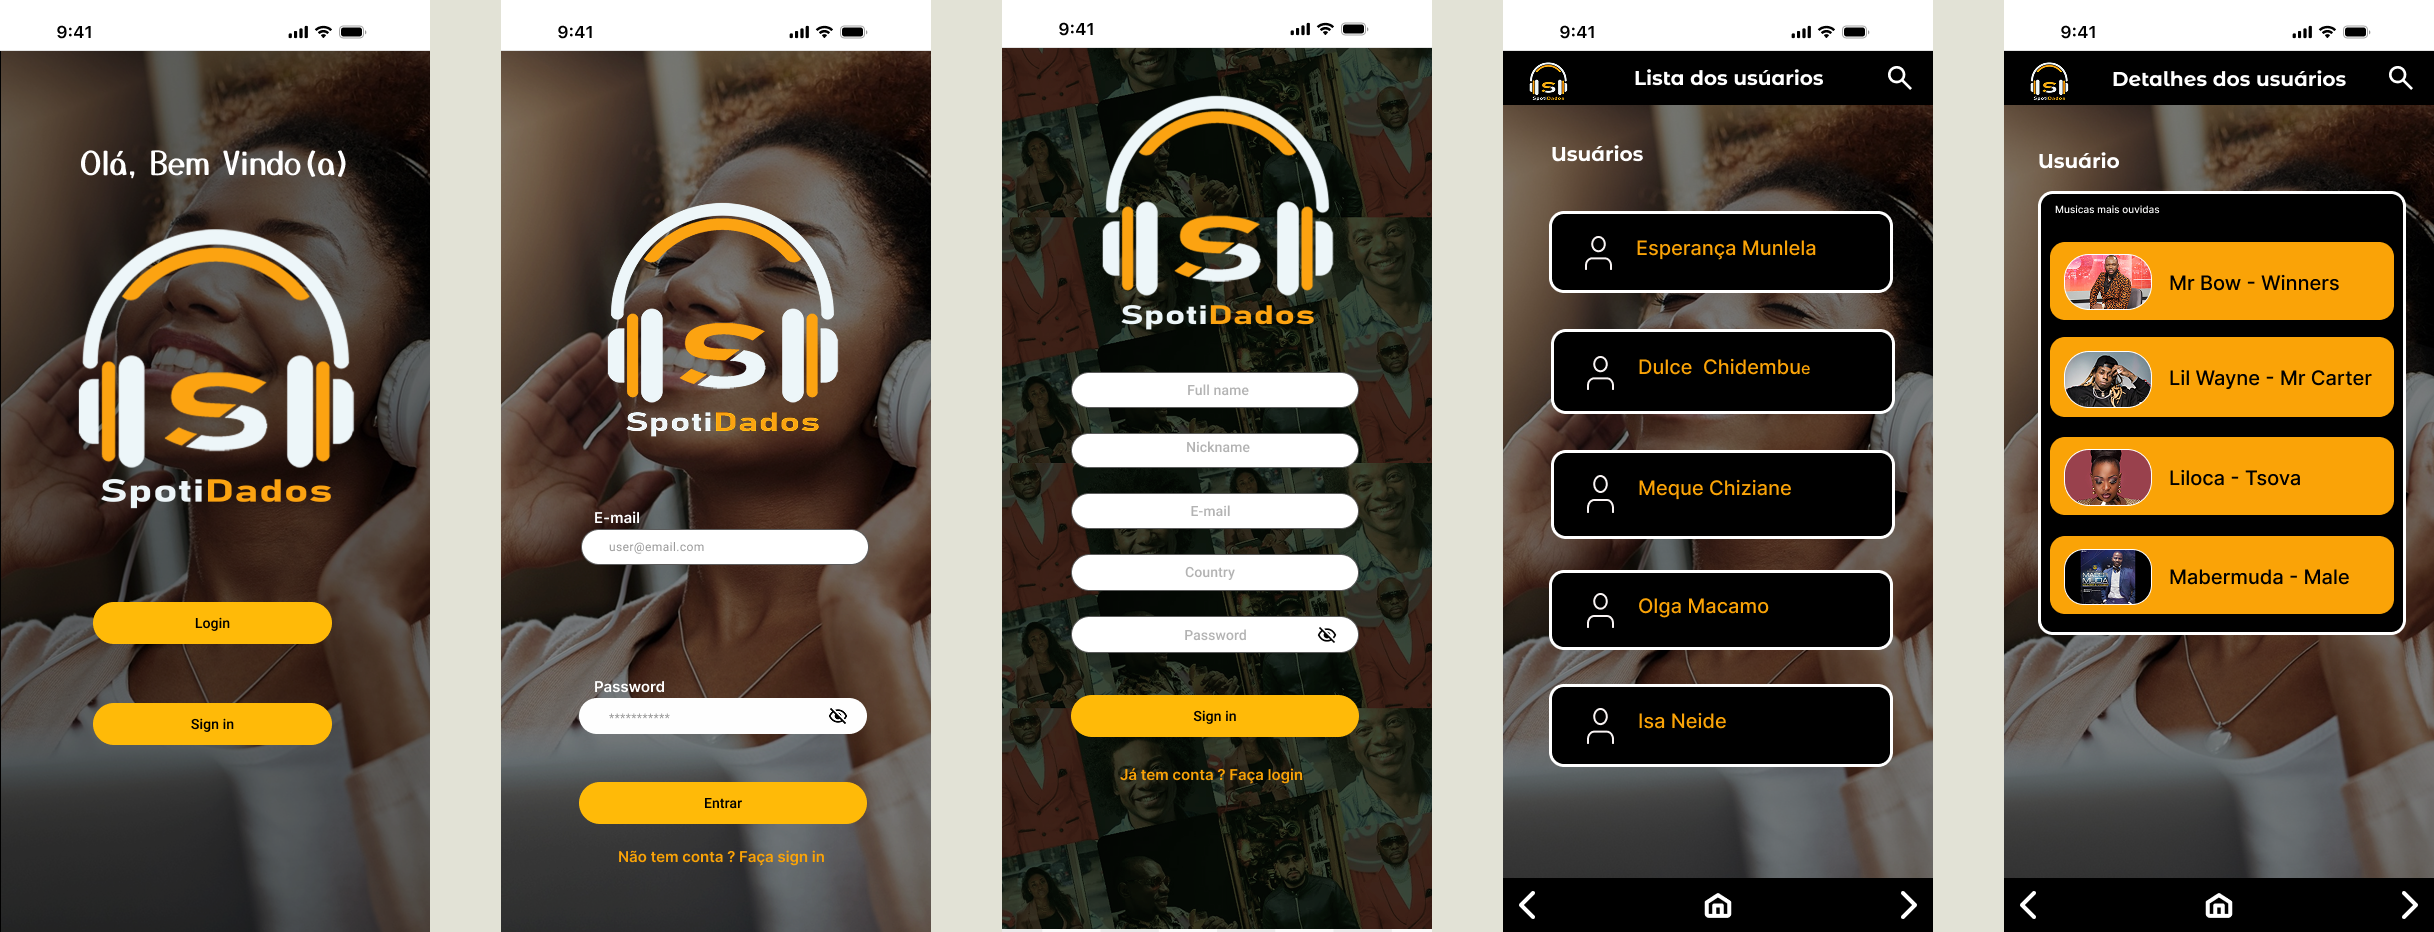 9:41
Olá, Bem Vindo(a)
S
SpotiDados
Login
Sign in
9:41
S
SpotiDados
E-mail
user@email.com
Password
***********
Entrar
Não tem conta ? Faça sign in
9:41
S
SpotiDados
Full name
Nickname
E-mail
Country
Password
Sign in
Já tem conta ? Faça login
9:41
S
SpotiDados
Lista dos usúarios
Usuários
Esperança Munlela
Dulce  Chidembue
Meque Chiziane
Olga Macamo
Isa Neide
9:41
S
SpotiDados
Detalhes dos usuários
Usuário
Musicas mais ouvidas
Mr Bow - Winners
Lil Wayne - Mr Carter
Liloca - Tsova
Mabermuda - Male